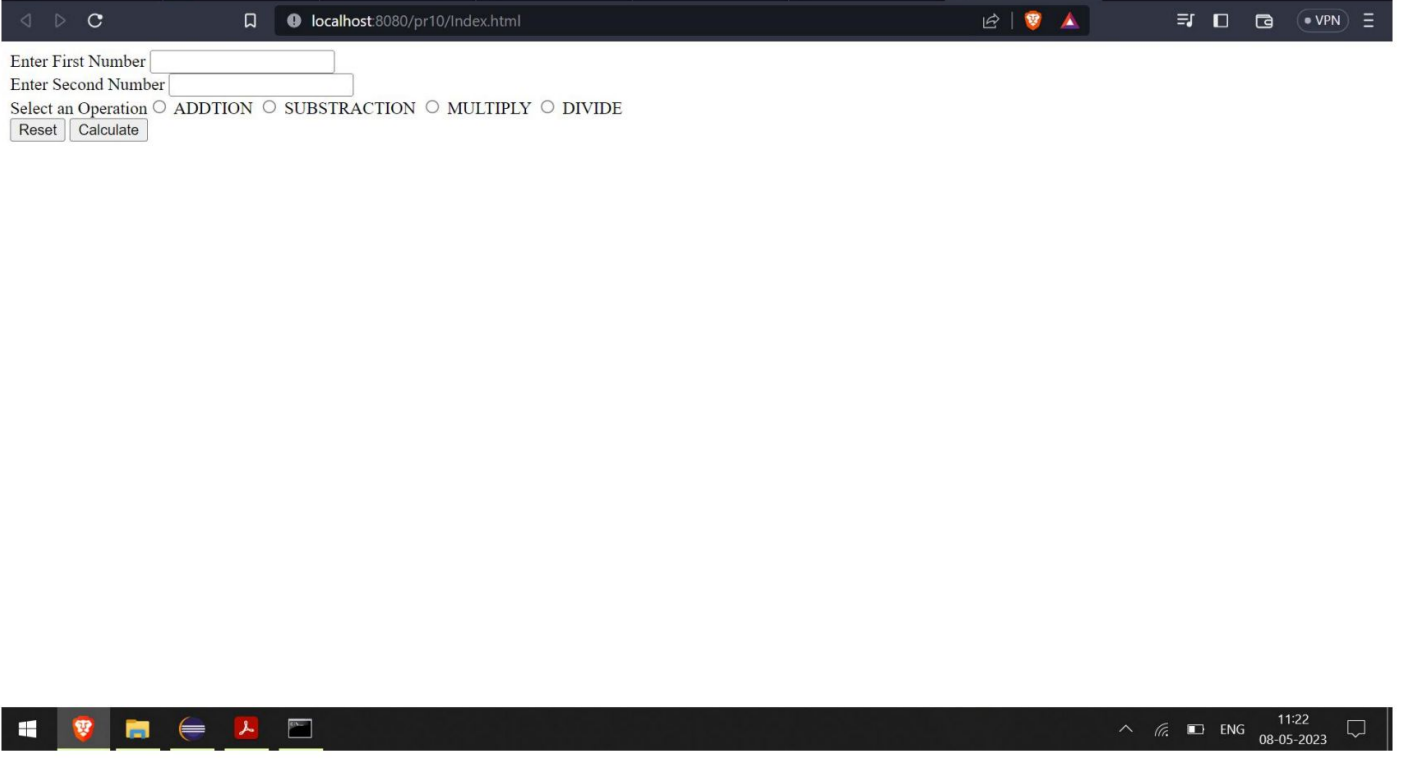 localhost:8080/pr10/Index.html VPN
Enter First Number
Enter Second Number
Select an Operation ADDTION SUBSTRACTION MULTIPLY DIVIDE
Reset Calculate
ENG 11:22
08-05-2023